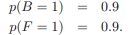 p(B = 1) = 0.9
p(F = 1) = 0.9.